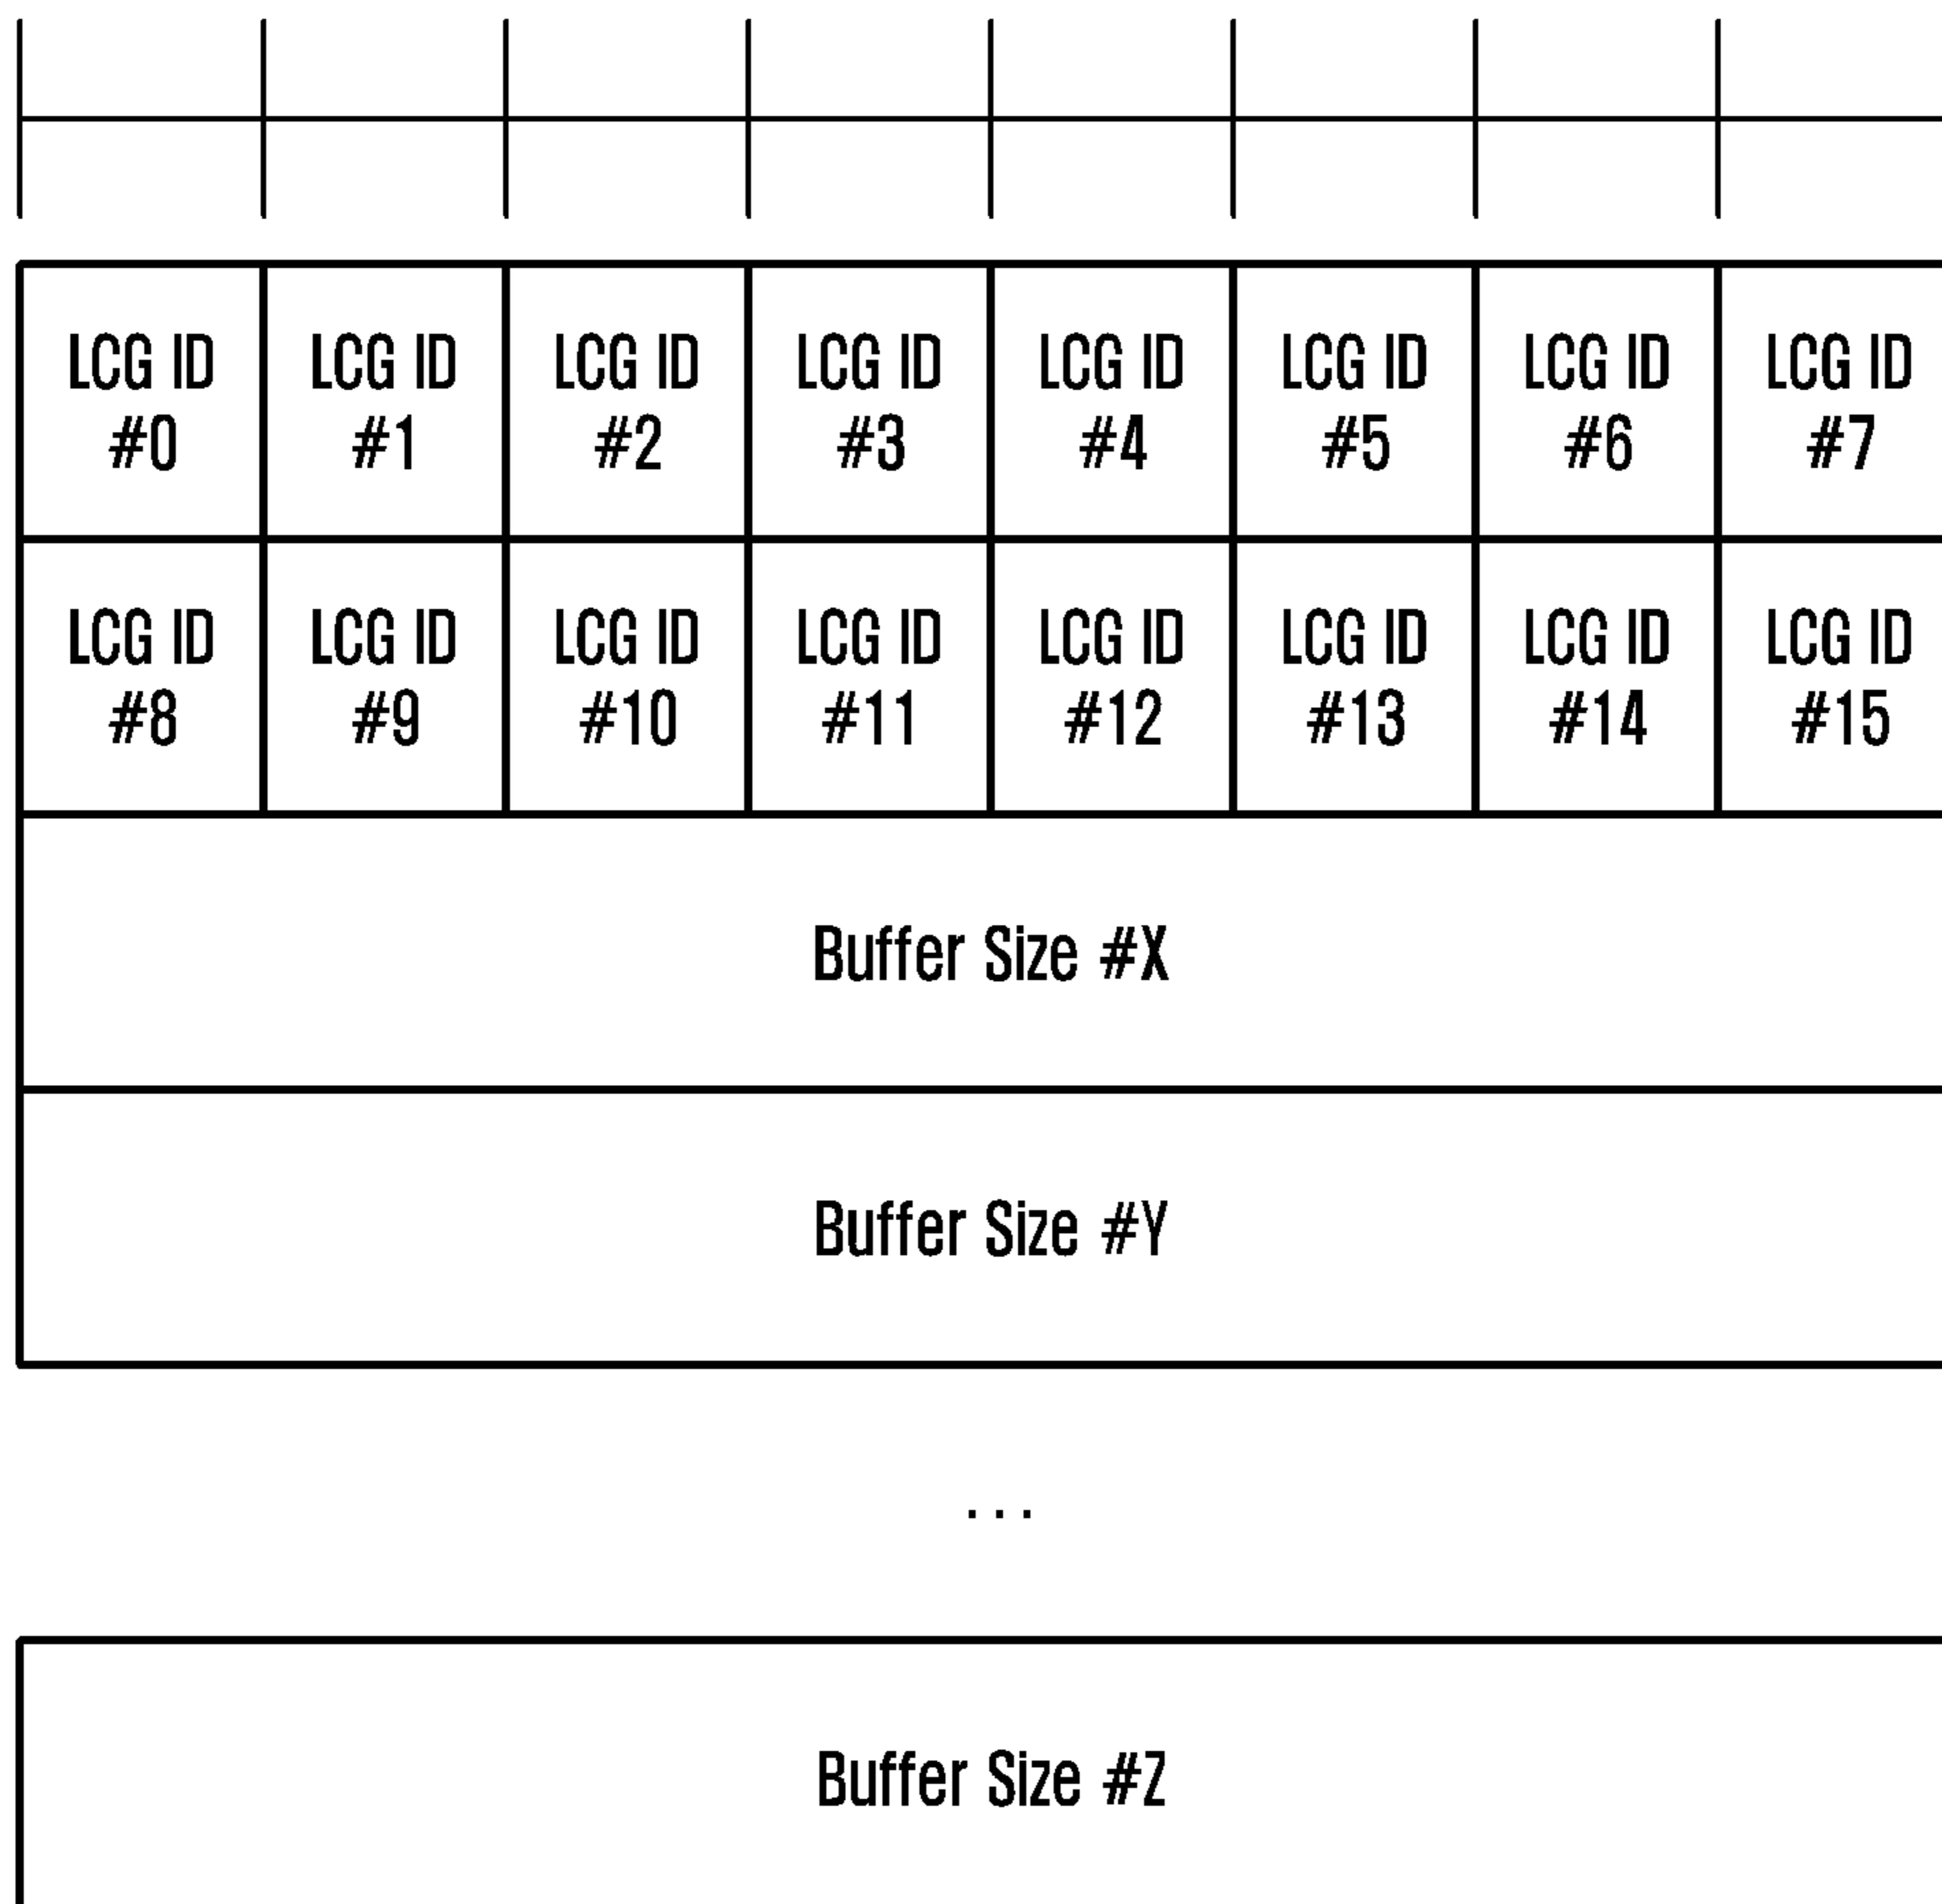 LCG ID LCG ID LCG ID LCG ID LCG ID LCG ID LCG ID LCG ID
#0 #1 #2 #3 #4 #5 #6 #7
LCG ID LCG ID LCG ID LCG ID LCG ID LCG ID LCG ID LCG ID
#8 #9 #10 #11 #12 #13 #14 #15
Buffer Size #X
Buffer Size #Y
...
Buffer Size #Z